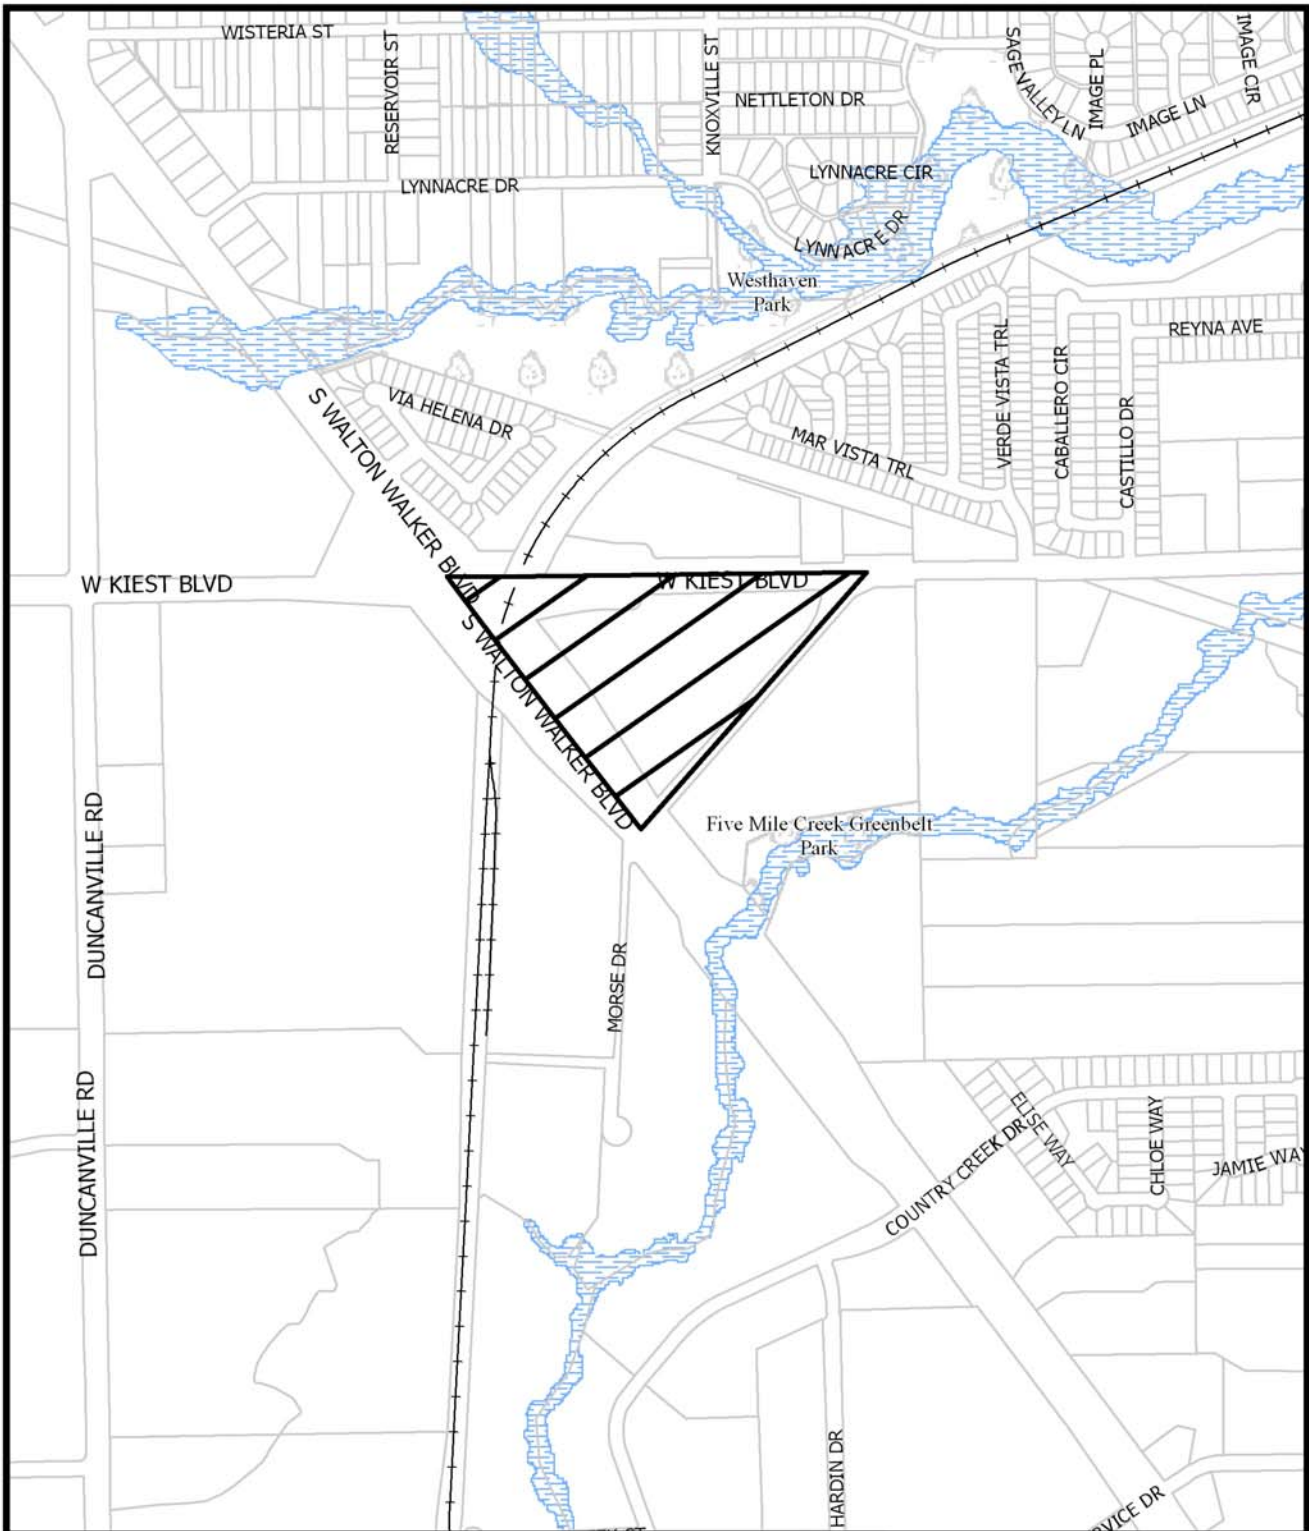 WISTERIA ST
RESERVOIR ST
KNOXVILLE ST
SAGEVALLEY LN
IMAGE PL
IMAGE CIR
NETTLETON DR
IMAGE LN
LYNNACRE CIR
LYNNACRE DR
LYNNACRE DR
Westhaven
Park
REYNA AVE
VERDE VISTA TRL
CABALLERO CIR
CASTILLO DR
VIA HELENA DR
MAR VISTA TRL
S WALTON WALKER BLVD
W KIEST BLVD
W KIEST BLVD
S WALTON WALKER BLVD
DUNCANVILLE RD
Five Mile Creek Greenbelt
Park
MORSE DR
DUNCANVILLE RD
ELISE WAY
CHLOE WAY
JAMIE WAY
COUNTRY CREEK DR
HARDIN DR
RVICE DR